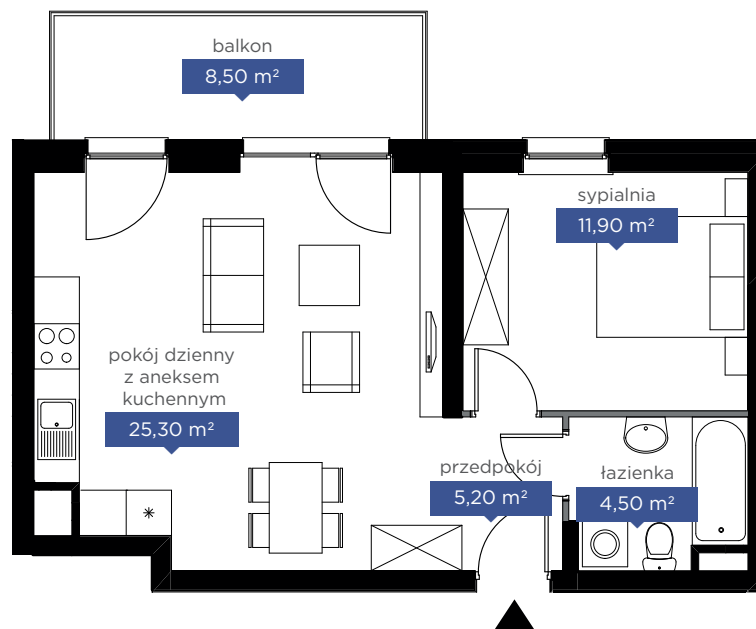 balkon
8,50 m²
sypialnia
11,90 m²
pokój dzienny
z aneksem
kuchennym
25,30 m²
przedpokój
5,20 m²
łazienka
4,50 m²